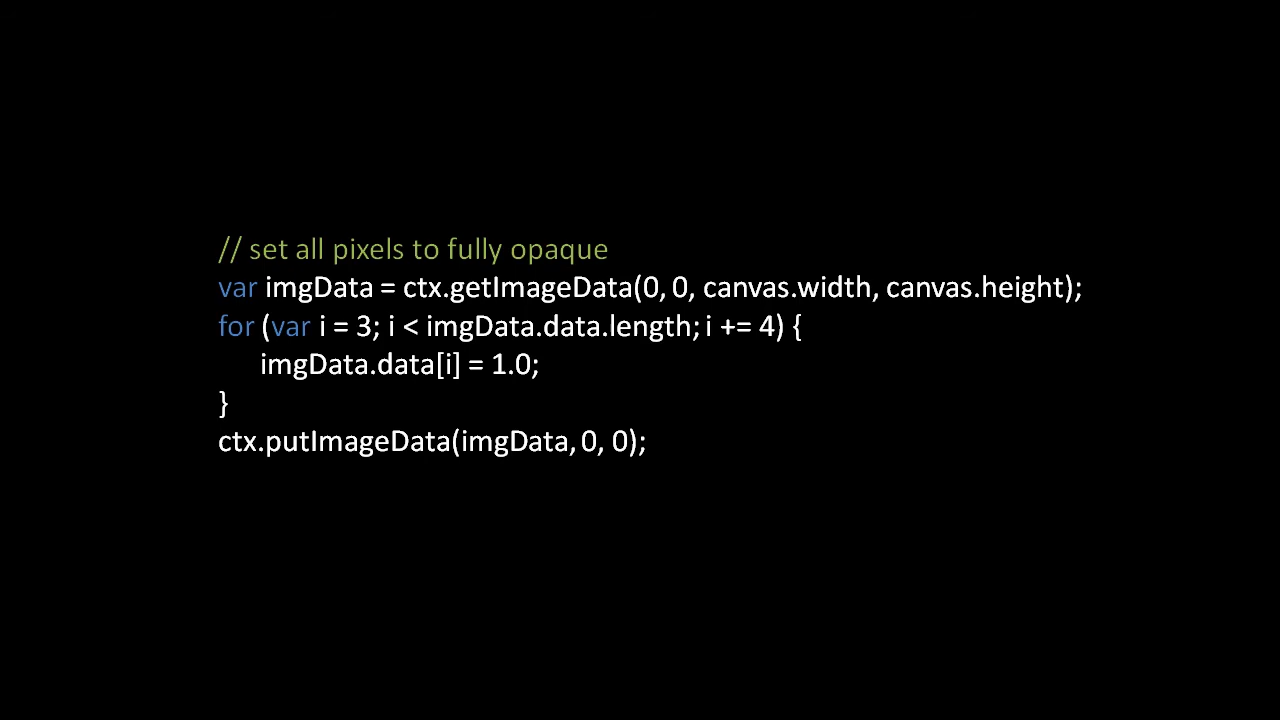 // set all pixels to fully opaque
var imgData = ctx.getImageData(0, 0, canvas.width, canvas.height);
for (var i = 3; i < imgData.data.length; i += 4) {
imgData.data[i] = 1.0;
}
ctx.putImageData(imgData, 0, 0);